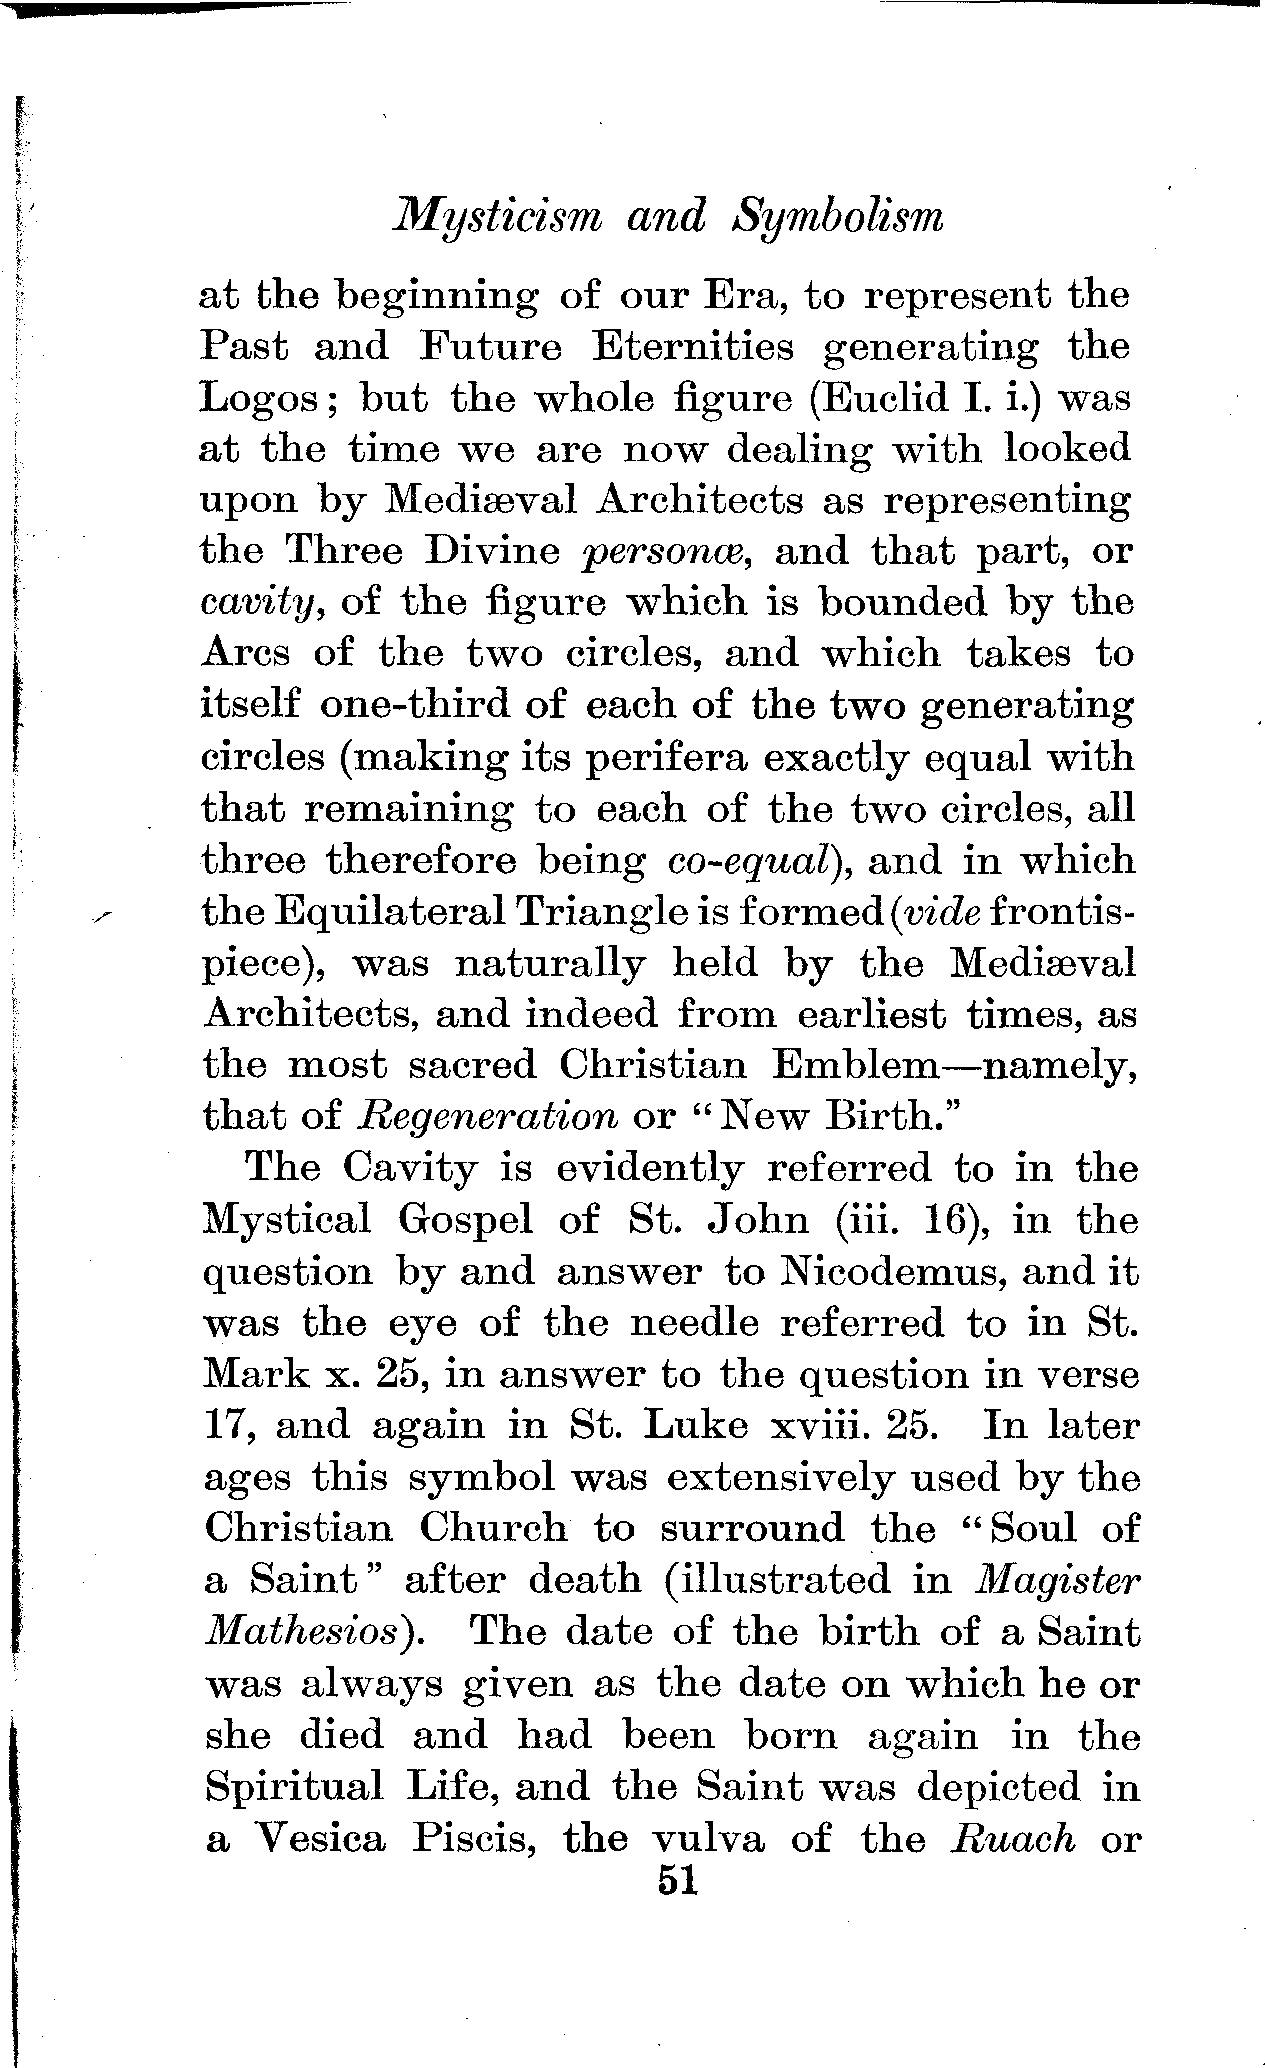 Mysticism and Symbolism
at the beginning of our Era, to represent the
Past and Future Eternities generating the
Logos; but the whole figure (Euclid I. i.) was
at the time we are now dealing with looked
upon by Mediæval Architects as representing
the Three Divine personœ, and that part, or
cavity, of the figure which is bounded by the
Arcs of the two circles, and which takes to
itself one-third of each of the two generating
circles (making its perifera exactly equal with
that remaining to each of the two circles, all
three therefore being co-equal), and in which
the Equilateral Triangle is formed (vide frontis-
piece), was naturally held by the Mediæval
Architects, and indeed from earliest times, as
the most sacred Christian Emblem—namely,
that of Regeneration or "New Birth."
The Cavity is evidently referred to in the
Mystical Gospel of St. John (iii. 16), in the
question by and answer to Nicodemus, and it
was the eye of the needle referred to in St.
Mark x. 25, in answer to the question in verse
17, and again in St. Luke xviii. 25. In later
ages this symbol was extensively used by the
Christian Church to surround the "Soul of
a Saint" after death (illustrated in Magister
Mathesios). The date of the birth of a Saint
was always given as the date on which he or
she died and had been born again in the
Spiritual Life, and the Saint was depicted in
a Vesica Piscis, the vulva of the Ruach or
51